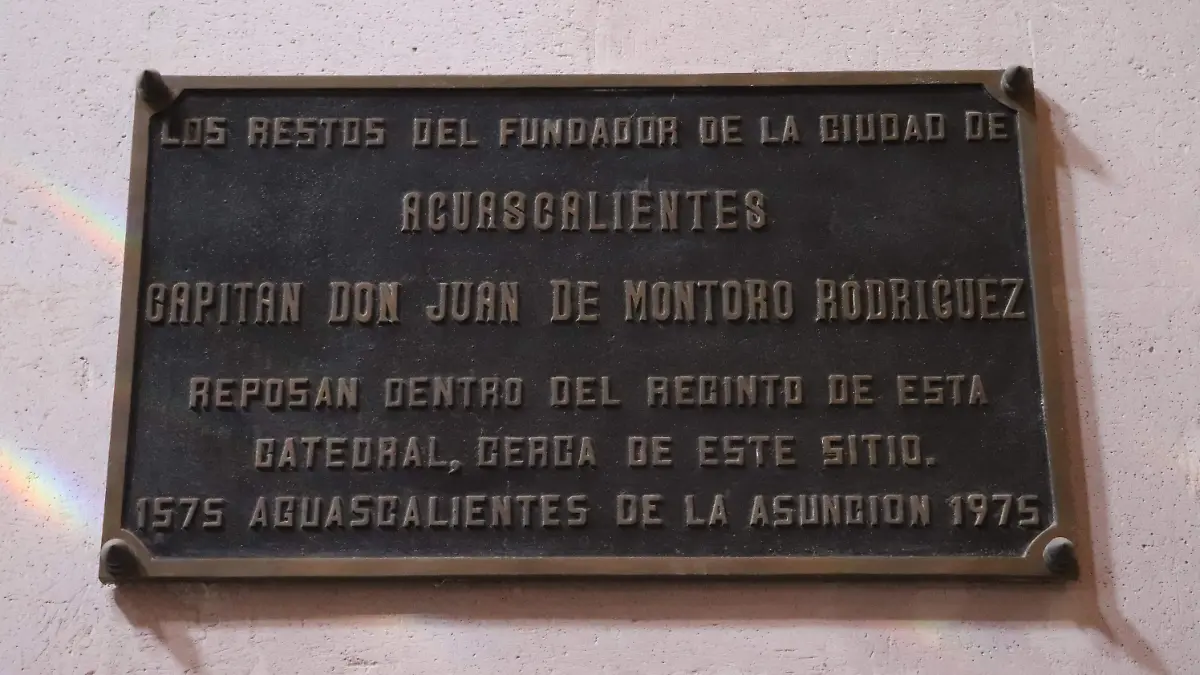 LOS RESTOS DEL FUNDADOR DE LA CIUDAD DE
AGUASCALIENTES
CAPITAN DON JUAN DE MONTORO RODRIGUEZ
REPOSAN DENTRO DEL RECINTO DE ESTA
CATEDRAL, CERCA DE ESTE SITIO.
1575 AGUASCALIENTES DE LA ASUNCION 1975